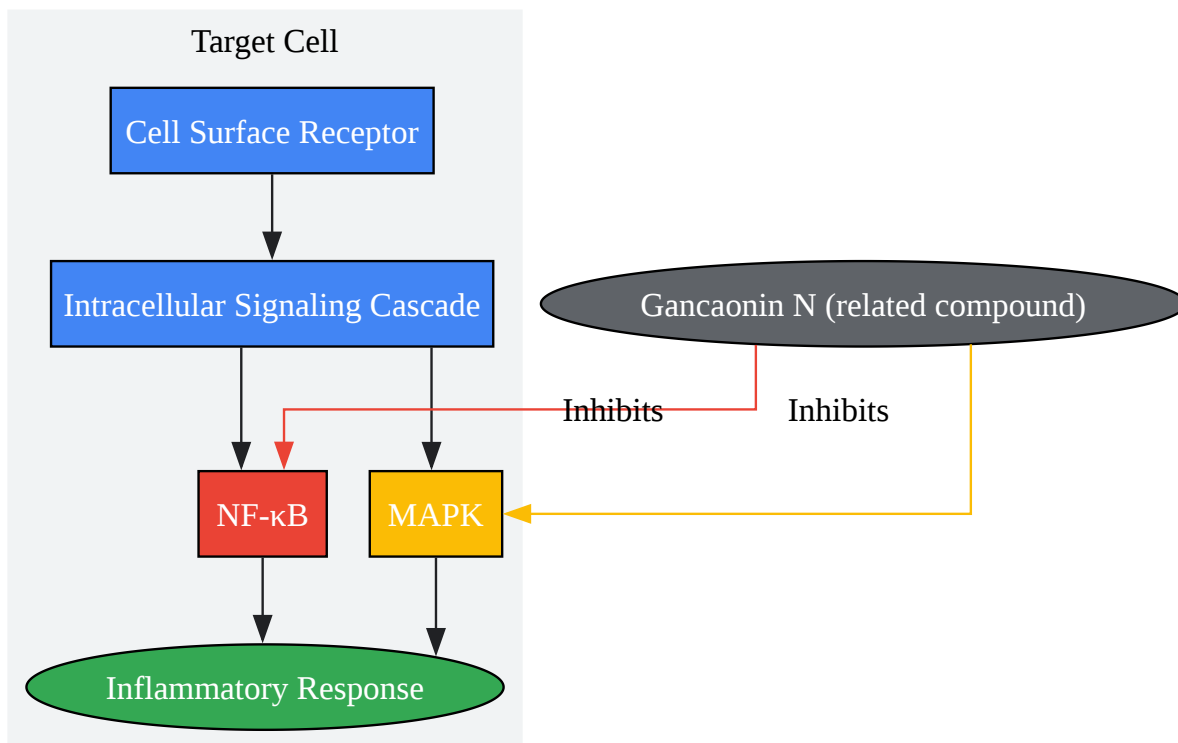 Target Cell
Cell Surface Receptor
Intracellular Signaling Cascade
Gancaonin N (related compound)
Inhibits
Inhibits
NF-κB
MAPK
Inflammatory Response